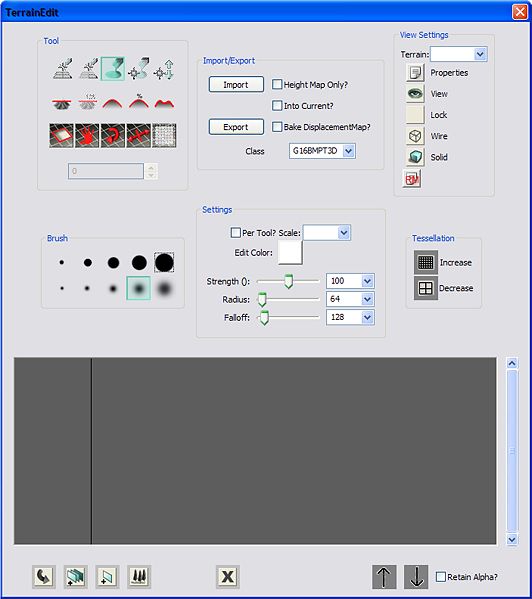 TerrainEdit
Tool
Import/Export
Import
Height Map Only?
Into Current?
Export
Bake DisplacementMap?
Class
G16BMPT3D
View Settings
Terrain:
Properties
View
Lock
Wire
Solid
0
Brush
Settings
Per Tool? Scale:
Edit Color:
Strength ():
100
Radius:
64
Falloff:
128
Tessellation
Increase
Decrease
X
Retain Alpha?